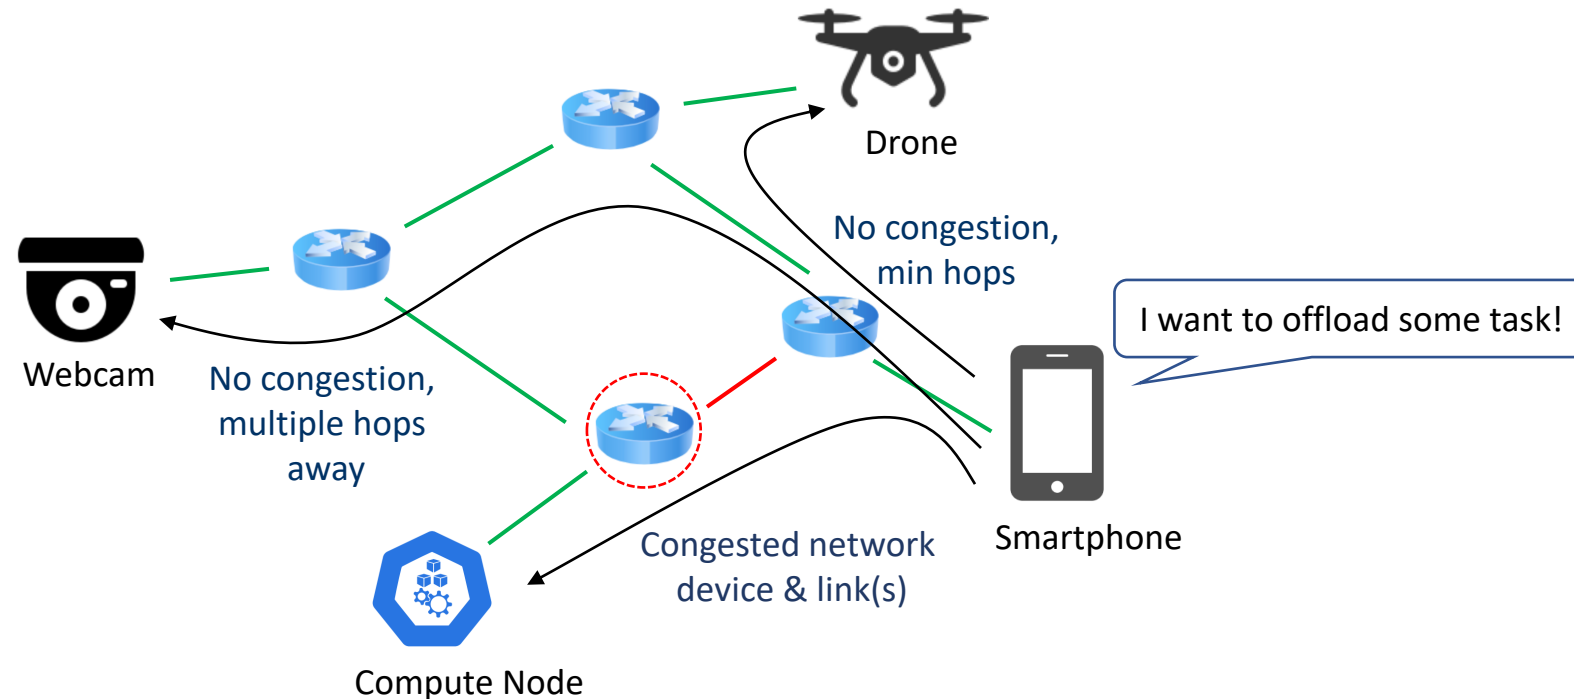 Drone
No congestion,
min hops
I want to offload some task!
Webcam
No congestion,
multiple hops
away
Congested network
device & link(s)
Smartphone
Compute Node